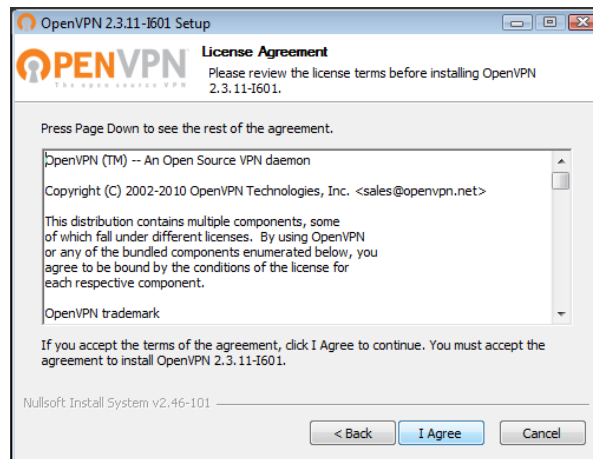 OpenVPN 2.3.11-I601 Setup
OPENVPN
The open source VPN
License Agreement
Please review the license terms before installing OpenVPN
2.3.11-I601.
Press Page Down to see the rest of the agreement.
OpenVPN (TM) -- An Open Source VPN daemon
Copyright (C) 2002-2010 OpenVPN Technologies, Inc. <sales@openvpn.net>
This distribution contains multiple components, some
of which fall under different licenses. By using OpenVPN
or any of the bundled components enumerated below, you
agree to be bound by the conditions of the license for
each respective component.
OpenVPN trademark
If you accept the terms of the agreement, click I Agree to continue. You must accept the
agreement to install OpenVPN 2.3.11-I601.
Nullsoft Install System v2.46-101
< Back
I Agree
Cancel